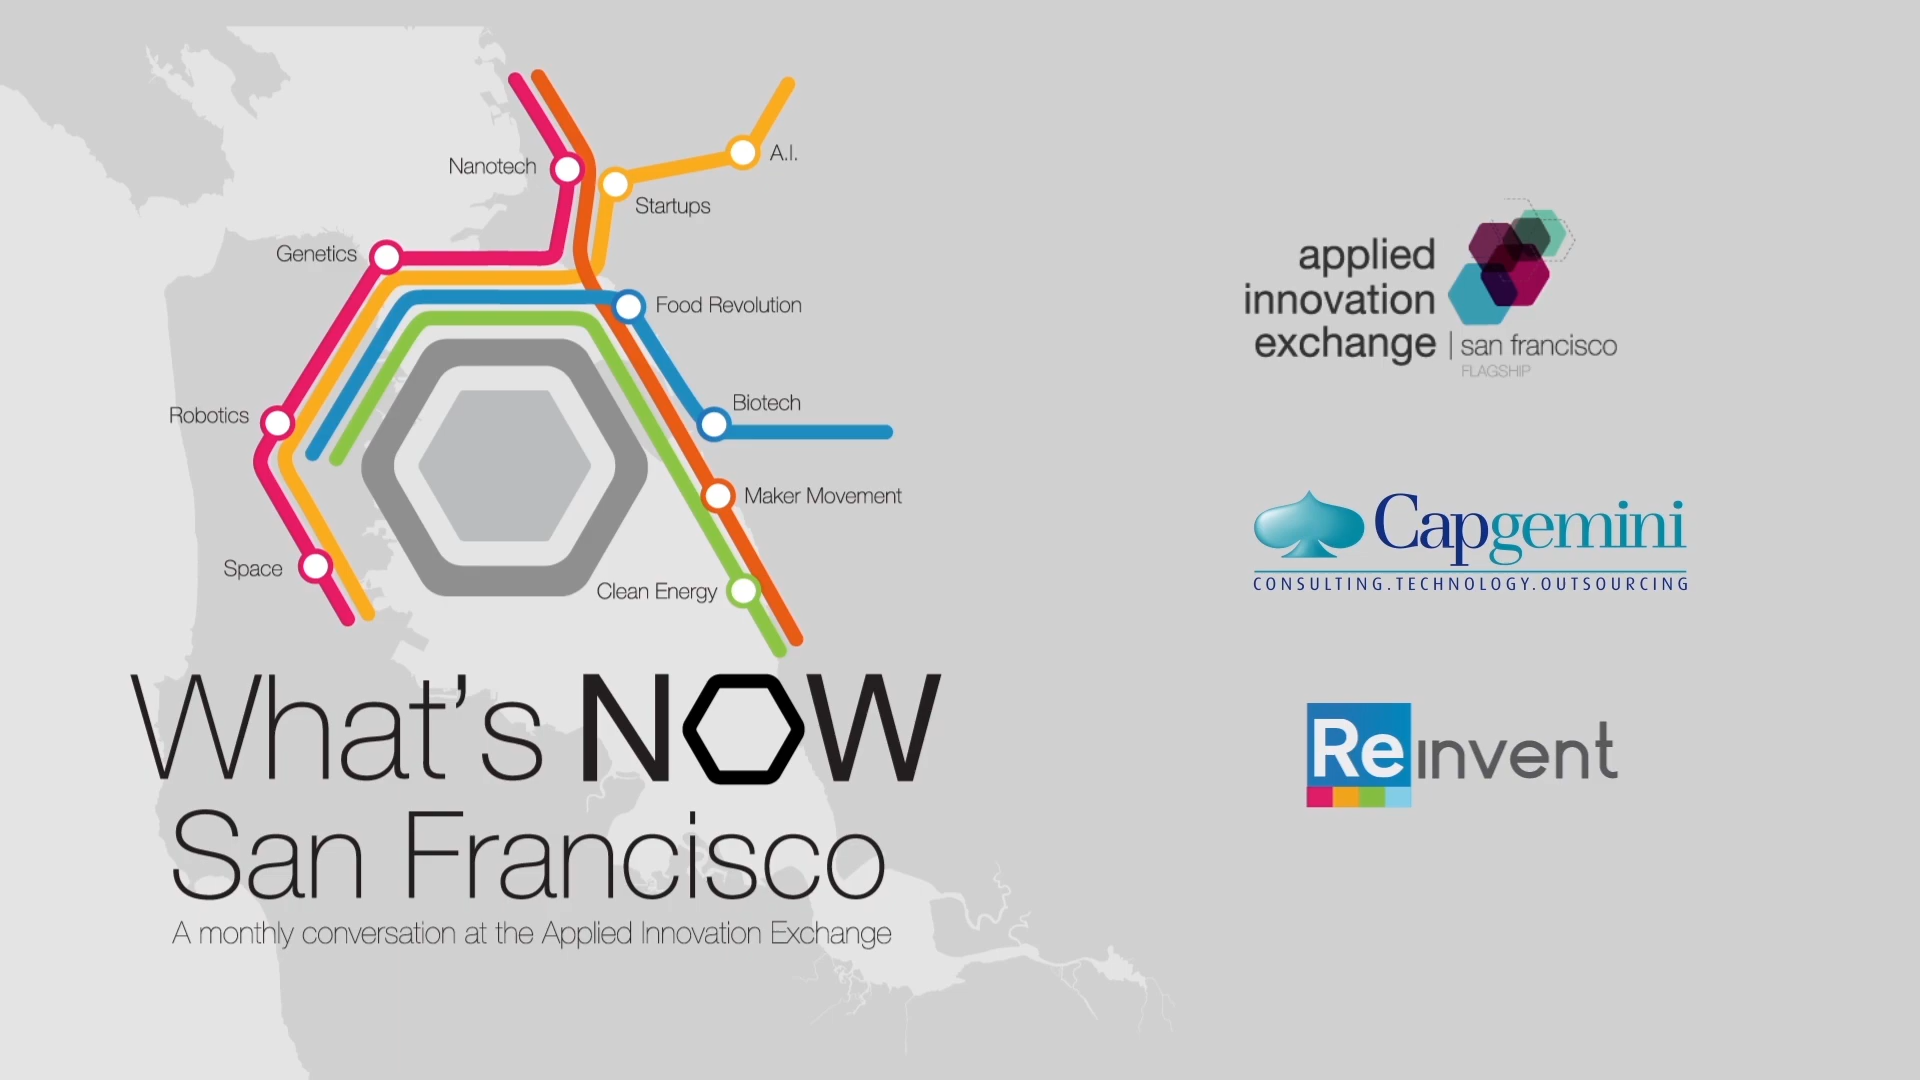 Nanotech
A.I.
Startups
Genetics
Food Revolution
Robotics
Biotech
Maker Movement
Space
Clean Energy
What's NOW
San Francisco
A monthly conversation at the Applied Innovation Exchange
applied
innovation
exchange | san francisco
FLAGSHIP
Capgemini
CONSULTING.TECHNOLOGY.OUTSOURCING
Reinvent